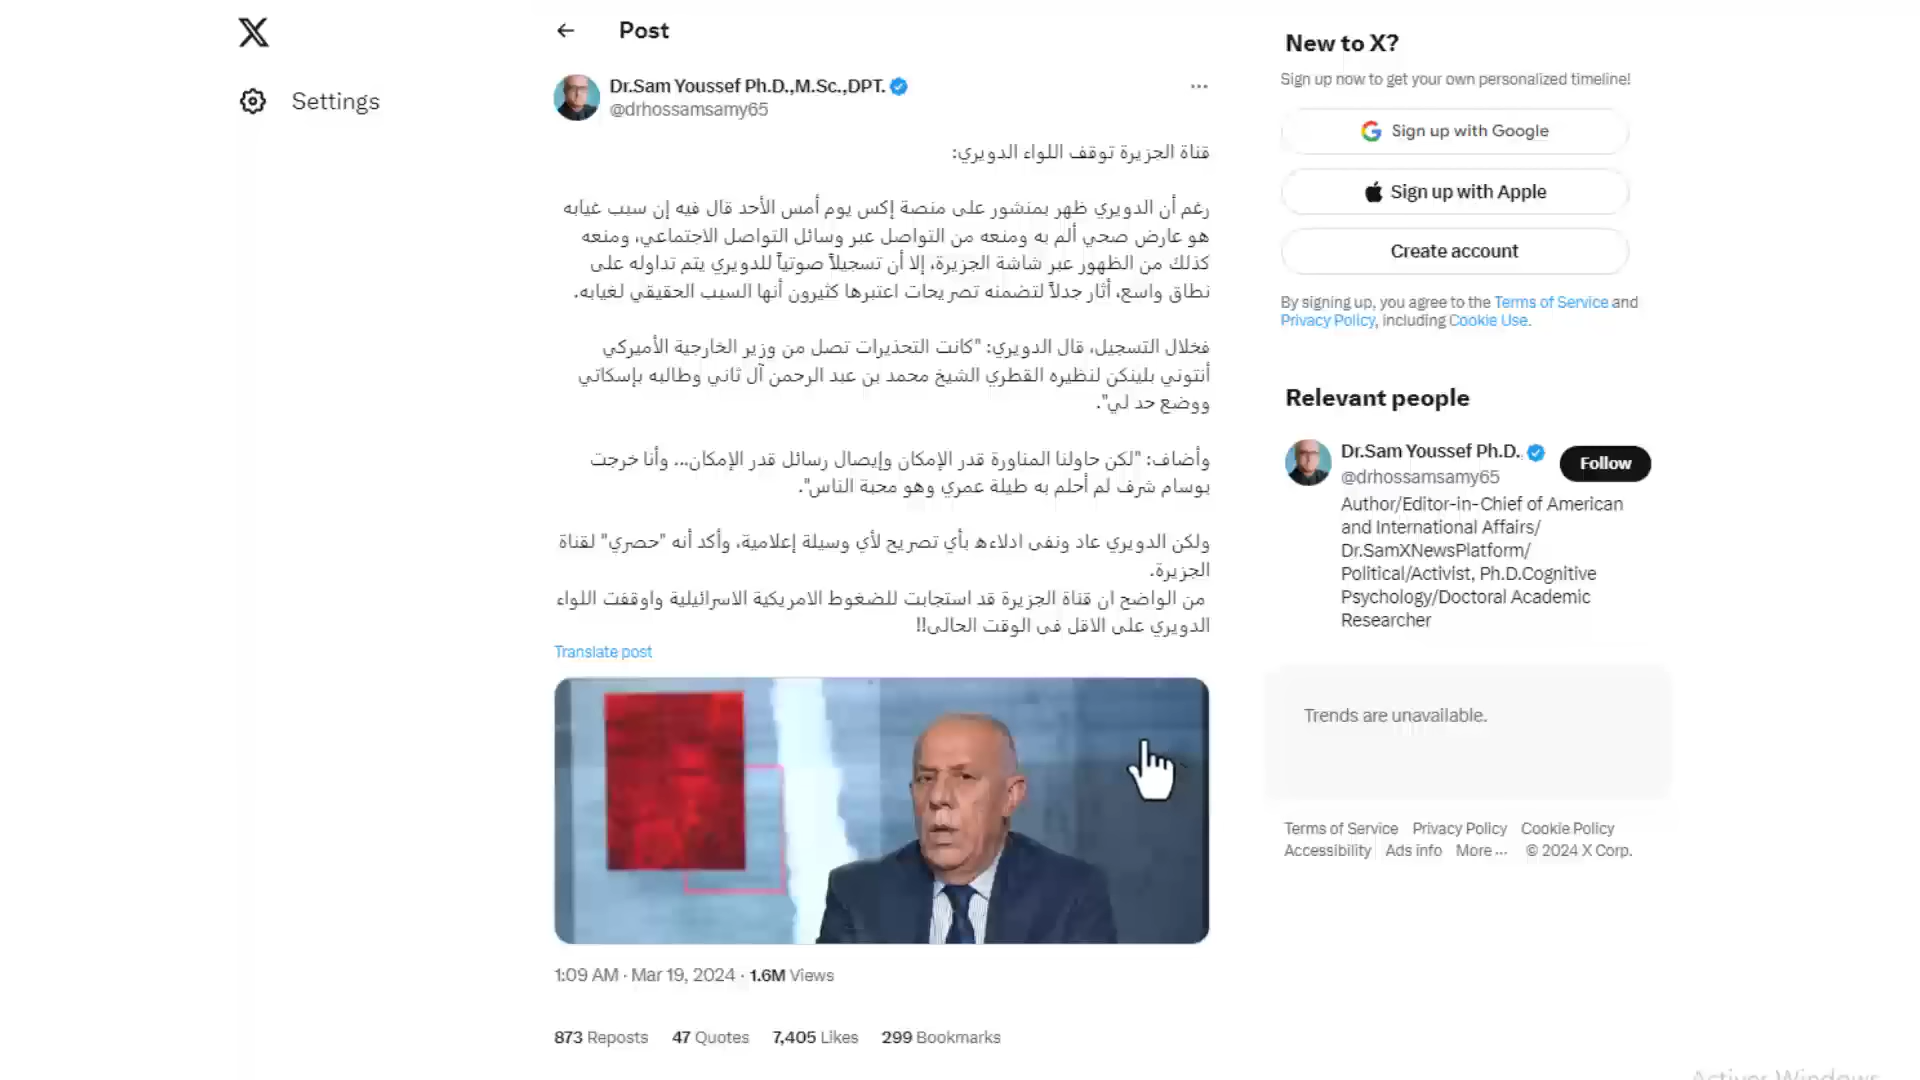 Settings
Post
Dr.Sam Youssef Ph.D.,M.Sc.,DPT.
@drhossamsamy65
قناة الجزيرة توقف اللواء الدويري:
رغم أن الدويري ظهر بمنشور على منصة إكس يوم أمس الأحد قال فيه إن سبب غيابه
هو عارض صحي ألم به ومنعه من التواصل عبر وسائل التواصل الاجتماعي، ومنعه
كذلك من الظهور عبر شاشة الجزيرة، إلا أن تسجيلاً صوتياً للدويري يتم تداوله على
نطاق واسع، أثار جدلاً لتضمنه تصريحات اعتبرها كثيرون أنها السبب الحقيقي لغيابه.
فخلال التسجيل، قال الدويري: "كانت التحذيرات تصل من وزير الخارجية الأميركي
أنتوني بلينكن لنظيره القطري الشيخ محمد بن عبد الرحمن آل ثاني وطالبه بإسكاتي
ووضع حد لي".
وأضاف: "لكن حاولنا المناورة قدر الإمكان وإيصال رسائل قدر الإمكان... وأنا خرجت
بوسام شرف لم أحلم به طيلة عمري وهو محبة الناس".
ولكن الدويري عاد ونفى ادلاءه بأي تصريح لأي وسيلة إعلامية، وأكد أنه "حصري" لقناة
الجزيرة.
من الواضح ان قناة الجزيرة قد استجابت للضغوط الامريكية الاسرائيلية واوقفت اللواء
الدويري على الاقل فى الوقت الحالى!!
Translate post
1:09 AM · Mar 19, 2024 · 1.6M Views
873 Reposts 47 Quotes 7,405 Likes 299 Bookmarks
New to X?
Sign up now to get your own personalized timeline!
Sign up with Google
Sign up with Apple
Create account
By signing up, you agree to the Terms of Service and
Privacy Policy, including Cookie Use.
Relevant people
Dr.Sam Youssef Ph.D.,
@drhossamsamy65
Follow
Author/Editor-in-Chief of American
and International Affairs/
Dr.SamXNewsPlatform/
Political/Activist, Ph.D.Cognitive
Psychology/Doctoral Academic
Researcher
Trends are unavailable.
Terms of Service Privacy Policy Cookie Policy
Accessibility Ads info More ... © 2024 X Corp.
Activer Windows